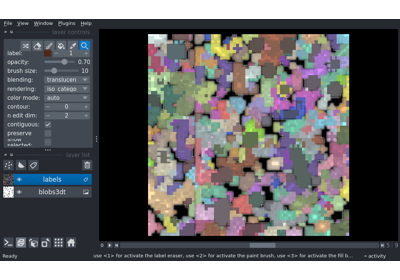 File View Window Plugins Help
layer controls
label: 1
opacity: 0.70
brush size: 10
blending: translucen
rendering: iso_catego
color mode: auto
contour: 0
n edit dim: 2
contiguous:
preserve
selected:
layer list
labels
blobs3dt
Ready
use <1> for activate the label eraser, use <2> for activate the paint brush, use <3> for activate the fill b...
activity